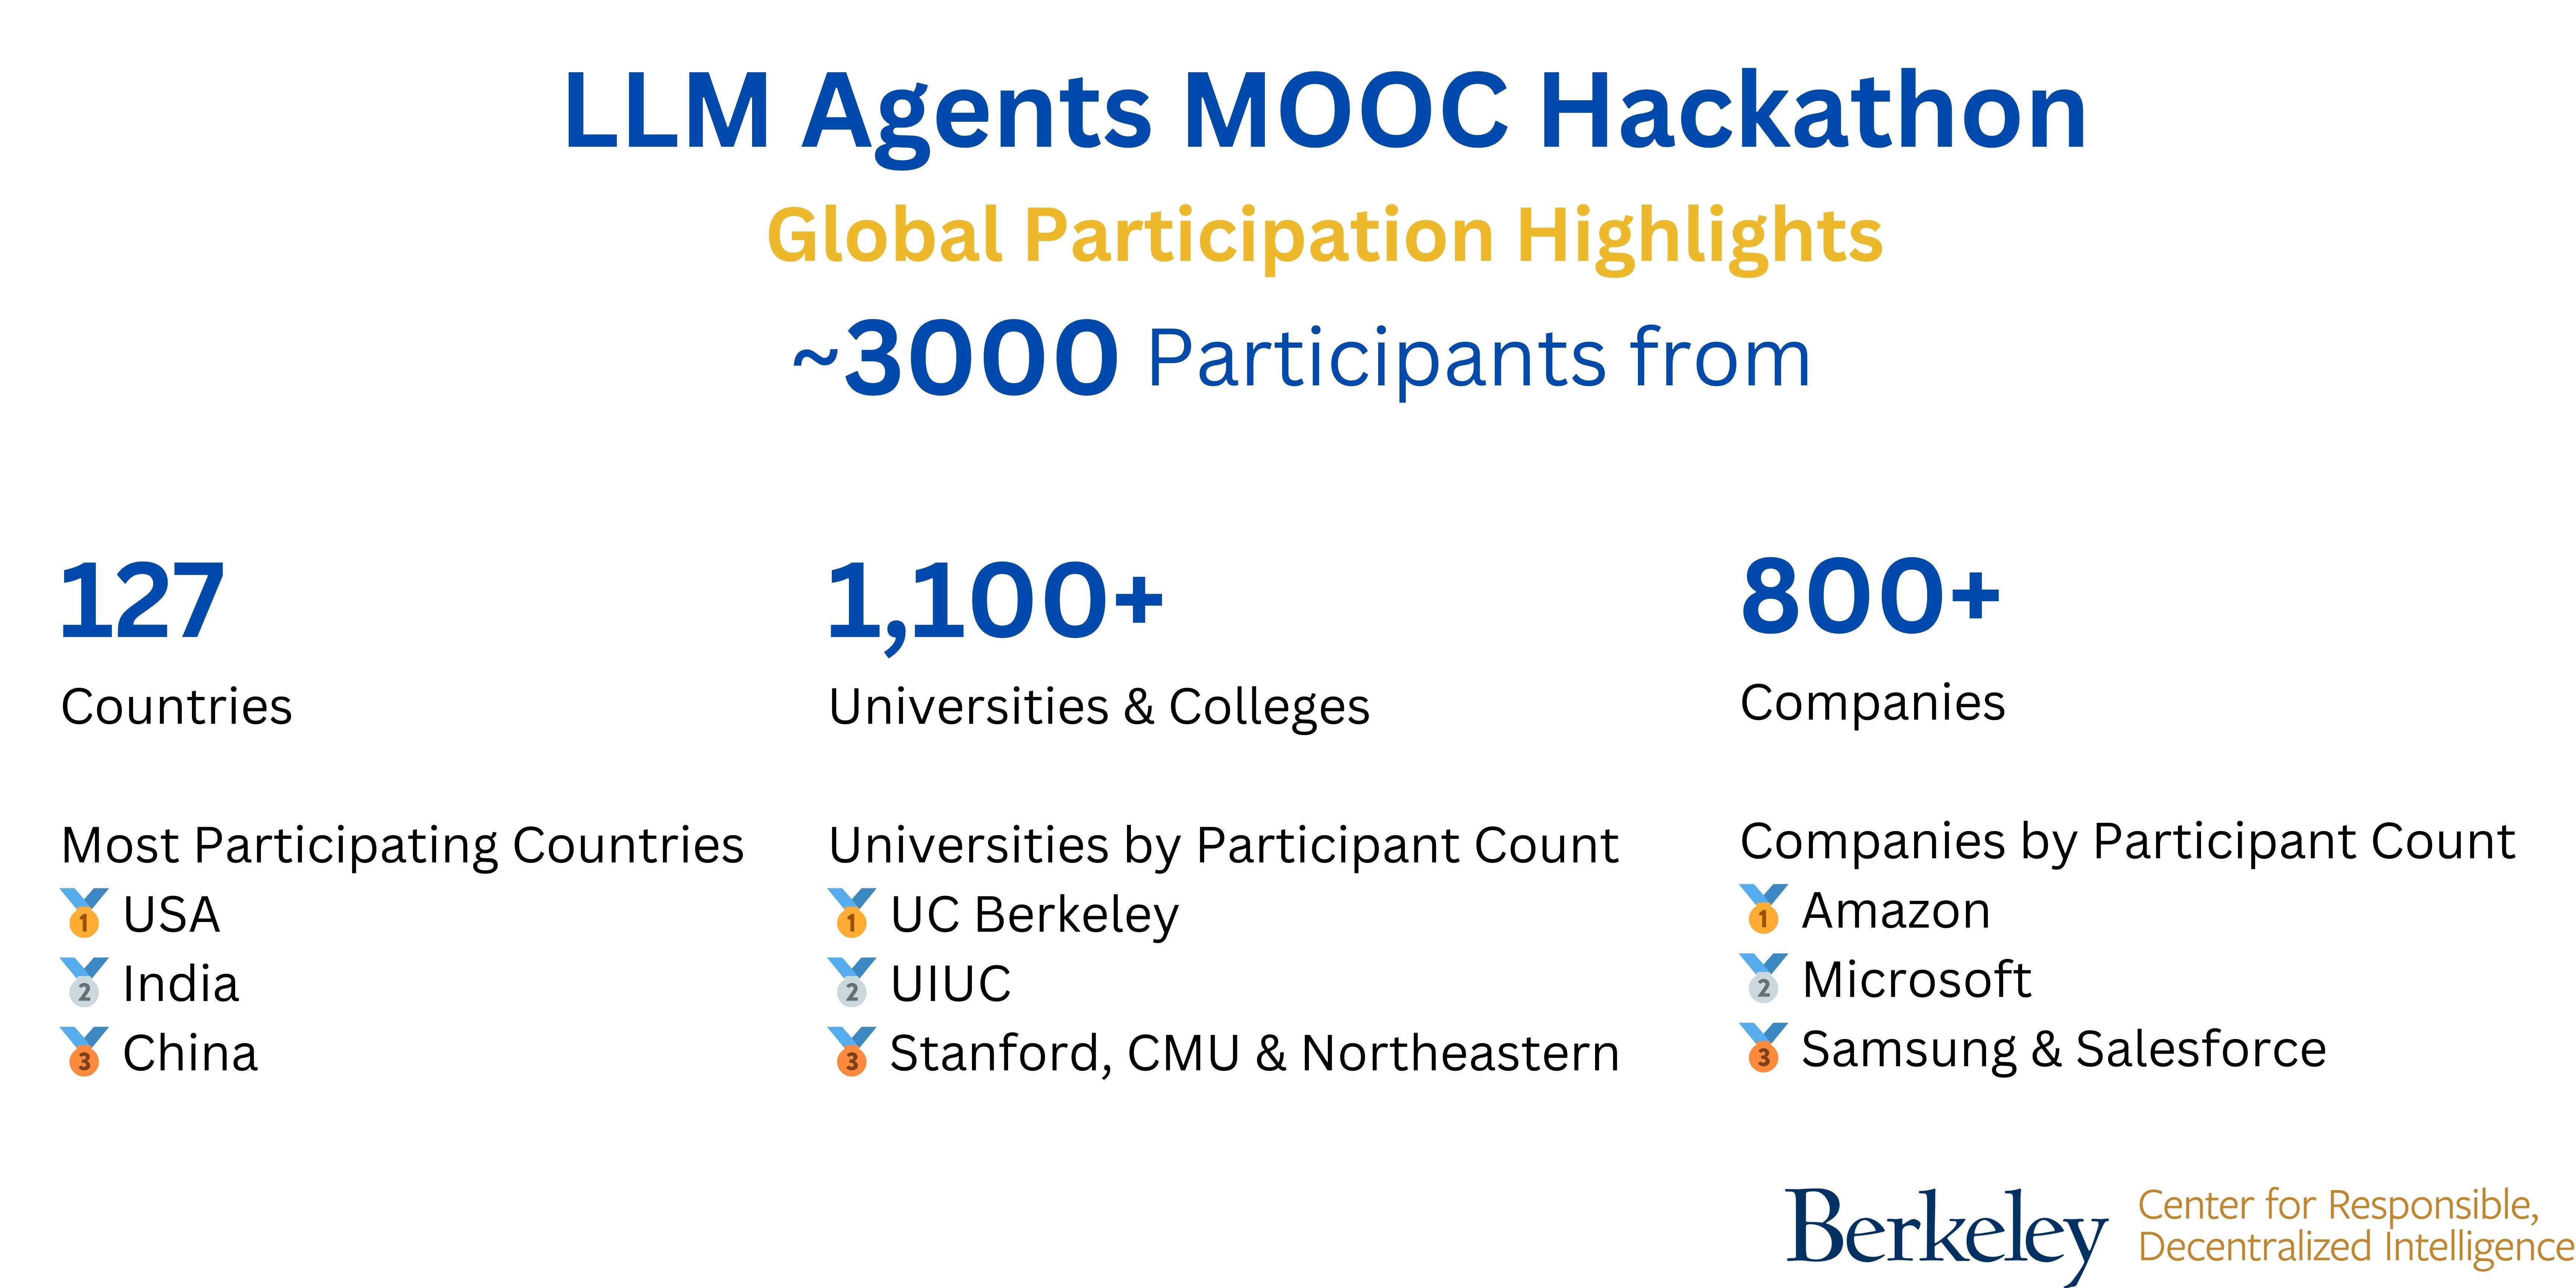 LLM Agents MOOC Hackathon
Global Participation Highlights
~3000 Participants from
127
Countries
Most Participating Countries
🥇 USA
🥈 India
🥉 China
1,100+
Universities & Colleges
Universities by Participant Count
🥇 UC Berkeley
🥈 UIUC
🥉 Stanford, CMU & Northeastern
800+
Companies
Companies by Participant Count
🥇 Amazon
🥈 Microsoft
🥉 Samsung & Salesforce
Berkeley
Center for Responsible,
Decentralized Intelligence